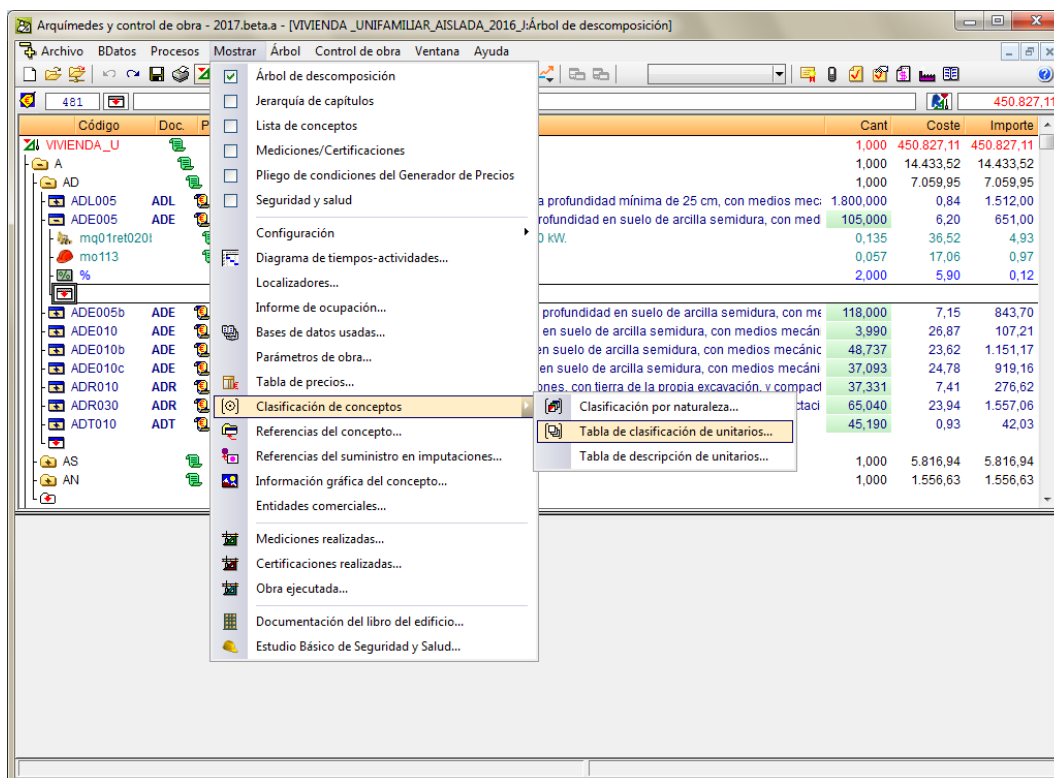 Arquímedes y control de obra - 2017.beta.a - [VIVIENDA _UNIFAMILIAR_AISLADA_2016_J:Árbol de descomposición]
Archivo BDatos Procesos Mostrar Árbol Control de obra Ventana Ayuda
481
450.827,11
Código Doc. P Cant Coste Importe
VIVIENDA_U 1,000 450.827,11 450.827,11
A 1,000 14.433,52 14.433,52
AD 1,000 7.059,95 7.059,95
ADL005 ADL a profundidad mínima de 25 cm, con medios mec 1.800,000 0,84 1.512,00
ADE005 ADE rofundidad en suelo de arcilla semidura, con med 105,000 6,20 651,00
mq01ret020 0 kW. 0,135 36,52 4,93
mo113 0,057 17,06 0,97
% % 2,000 5,90 0,12
ADE005b ADE profundidad en suelo de arcilla semidura, con me 118,000 7,15 843,70
ADE010 ADE en suelo de arcilla semidura, con medios mecán 3,990 26,87 107,21
ADE010b ADE en suelo de arcilla semidura, con medios mecánic 48,737 23,62 1.151,17
ADE010c ADE en suelo de arcilla semidura, con medios mecáni 37,093 24,78 919,16
ADR010 ADR ones, con tierra de la propia excavación, y compact 37,331 7,41 276,62
ADR030 ADR ctaci 65,040 23,94 1.557,06
ADT010 ADT 45,190 0,93 42,03
AS 1,000 5.816,94 5.816,94
AN 1,000 1.556,63 1.556,63
Árbol de descomposición
Jerarquía de capítulos
Lista de conceptos
Mediciones/Certificaciones
Pliego de condiciones del Generador de Precios
Seguridad y salud
Configuración
Diagrama de tiempos-actividades...
Localizadores...
Informe de ocupación...
Bases de datos usadas...
Parámetros de obra...
Tabla de precios...
Clasificación de conceptos
Referencias del concepto...
Referencias del suministro en imputaciones...
Información gráfica del concepto...
Entidades comerciales...
Mediciones realizadas...
Certificaciones realizadas...
Obra ejecutada...
Documentación del libro del edificio...
Estudio Básico de Seguridad y Salud...
Clasificación por naturaleza...
Tabla de clasificación de unitarios...
Tabla de descripción de unitarios...